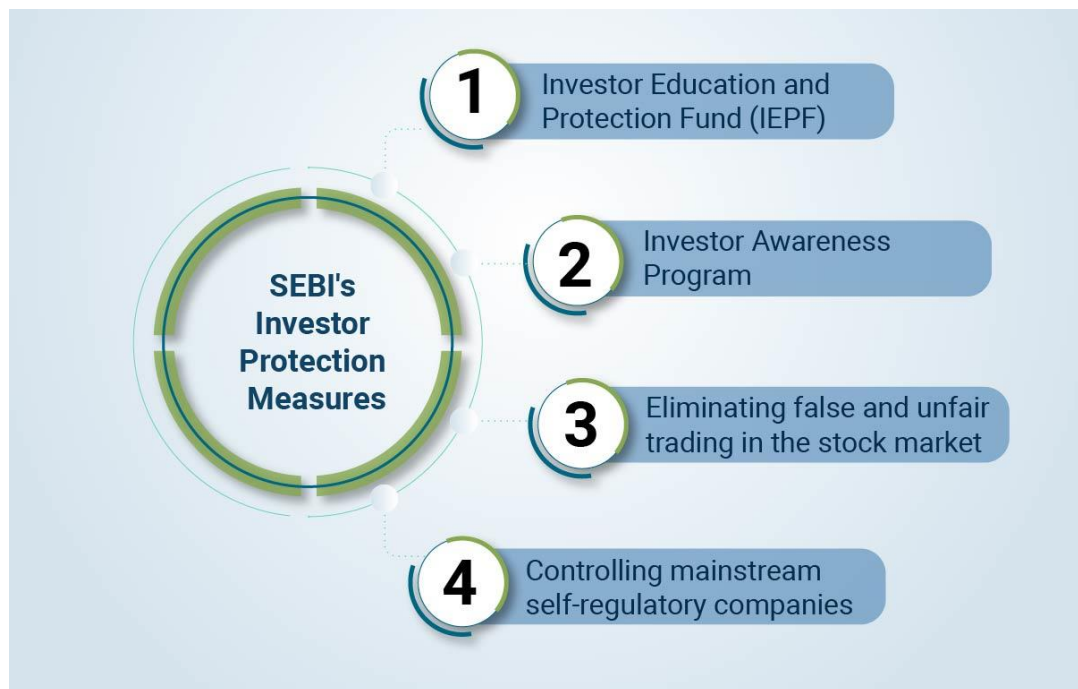 SEBI's
Investor
Protection
Measures
1
Investor Education and
Protection Fund (IEPF)
2
Investor Awareness
Program
3
Eliminating false and unfair
trading in the stock market
4
Controlling mainstream
self-regulatory companies